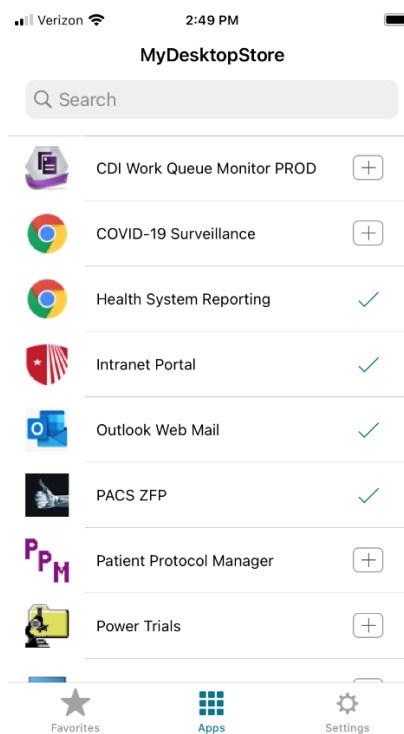 Verizon
2:49 PM
MyDesktopStore
Search
CDI Work Queue Monitor PROD
COVID-19 Surveillance
Health System Reporting
Intranet Portal
O
Outlook Web Mail
PACS ZFP
PPM
Patient Protocol Manager
Power Trials
Favorites
Apps
Settings